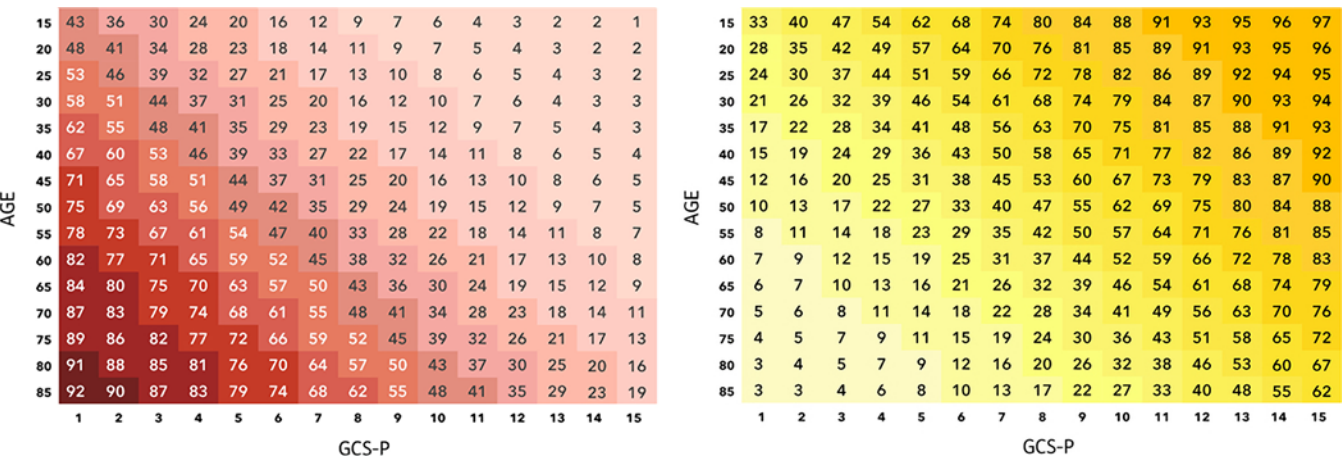 15 43 36 30 24 20 16 12 9 7 6 4 3 2 2 1
20 48 41 34 28 23 18 14 11 9 7 5 4 3 2 2
25 53 46 39 32 27 21 17 13 10 8 6 5 4 3 2
30 58 51 44 37 31 25 20 16 12 10 7 6 4 3 3
35 62 55 48 41 35 29 23 19 15 12 9 7 5 4 3
40 67 60 53 46 39 33 27 22 17 14 11 8 6 5 4
45 71 65 58 51 44 37 31 25 20 16 13 10 8 6 5
50 75 69 63 56 49 42 35 29 24 19 15 12 9 7 5
55 78 73 67 61 54 47 40 33 28 22 18 14 11 8 7
60 82 77 71 65 59 52 45 38 32 26 21 17 13 10 8
65 84 80 75 70 63 57 50 43 36 30 24 19 15 12 9
70 87 83 79 74 68 61 55 48 41 34 28 23 18 14 11
75 89 86 82 77 72 66 59 52 45 39 32 26 21 17 13
80 91 88 85 81 76 70 64 57 50 43 37 30 25 20 16
85 92 90 87 83 79 74 68 62 55 48 41 35 29 23 19
1 2 3 4 5 6 7 8 9 10 11 12 13 14 15
AGE
GCS-P
15 33 40 47 54 62 68 74 80 84 88 91 93 95 96 97
20 28 35 42 49 57 64 70 76 81 85 89 91 93 95 96
25 24 30 37 44 51 59 66 72 78 82 86 89 92 94 95
30 21 26 32 39 46 54 61 68 74 79 84 87 90 93 94
35 17 22 28 34 41 48 56 63 70 75 81 85 88 91 93
40 15 19 24 29 36 43 50 58 65 71 77 82 86 89 92
45 12 16 20 25 31 38 45 53 60 67 73 79 83 87 90
50 10 13 17 22 27 33 40 47 55 62 69 75 80 84 88
55 8 11 14 18 23 29 35 42 50 57 64 71 76 81 85
60 7 9 12 15 19 25 31 37 44 52 59 66 72 78 83
65 6 7 10 13 16 21 26 32 39 46 54 61 68 74 79
70 5 6 8 11 14 18 22 28 34 41 49 56 63 70 76
75 4 5 7 9 11 15 19 24 30 36 43 51 58 65 72
80 3 4 5 7 9 12 16 20 26 32 38 46 53 60 67
85 3 3 4 6 8 10 13 17 22 27 33 40 48 55 62
1 2 3 4 5 6 7 8 9 10 11 12 13 14 15
AGE
GCS-P